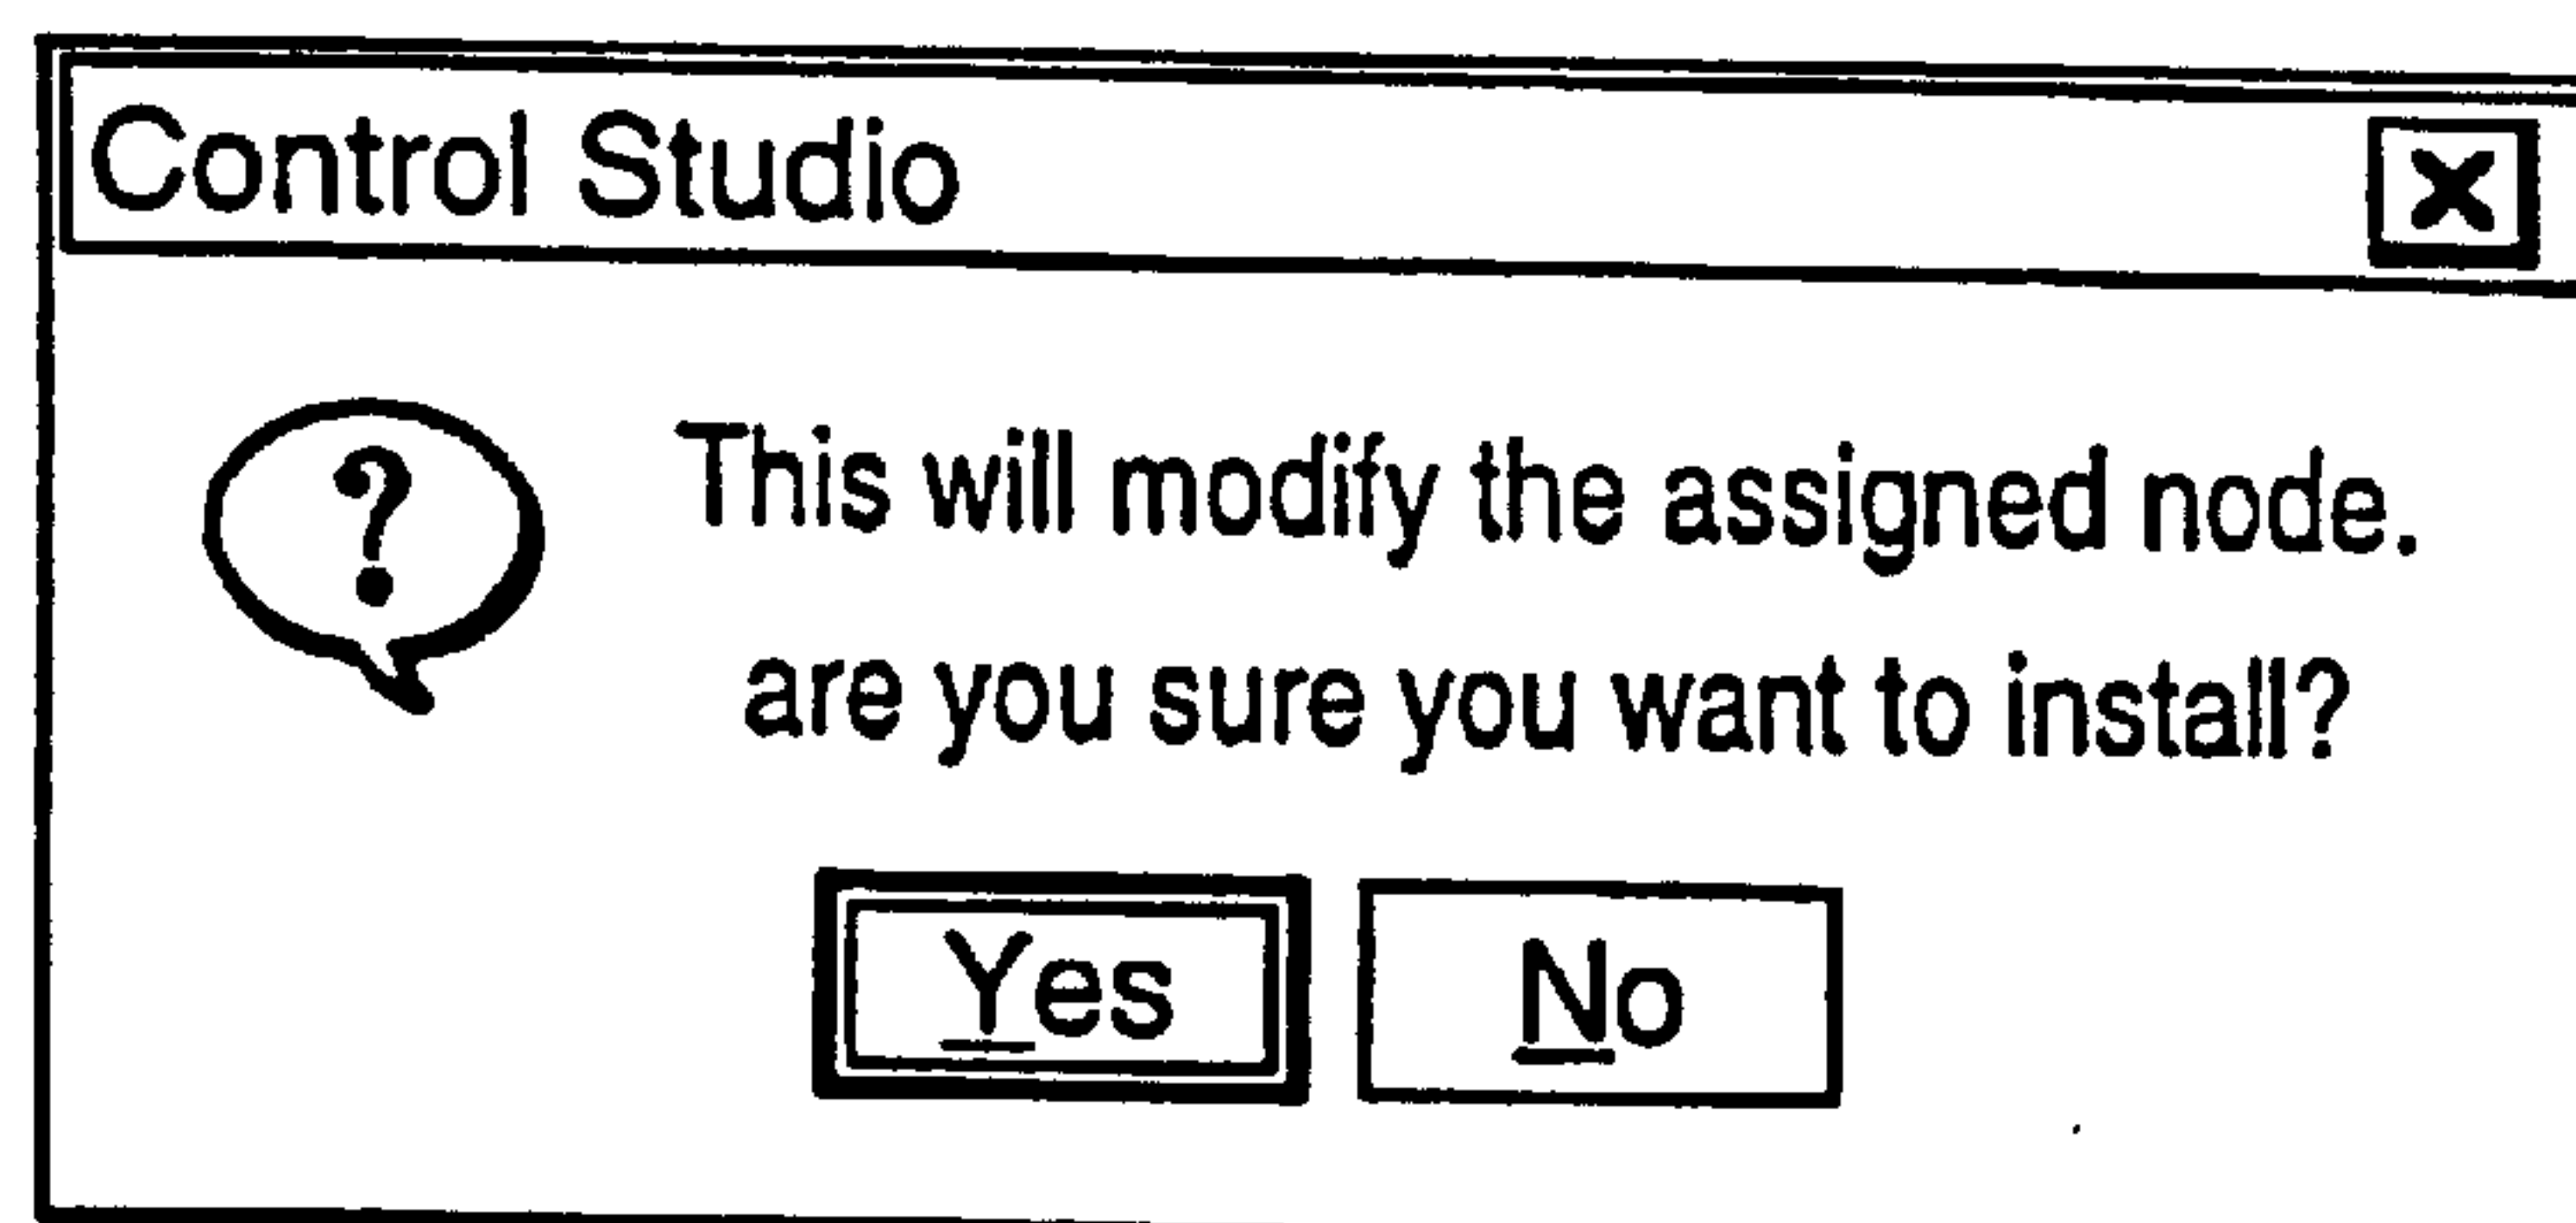 Control Studio
This will modify the assigned node.
are you sure you want to install?
Yes
No